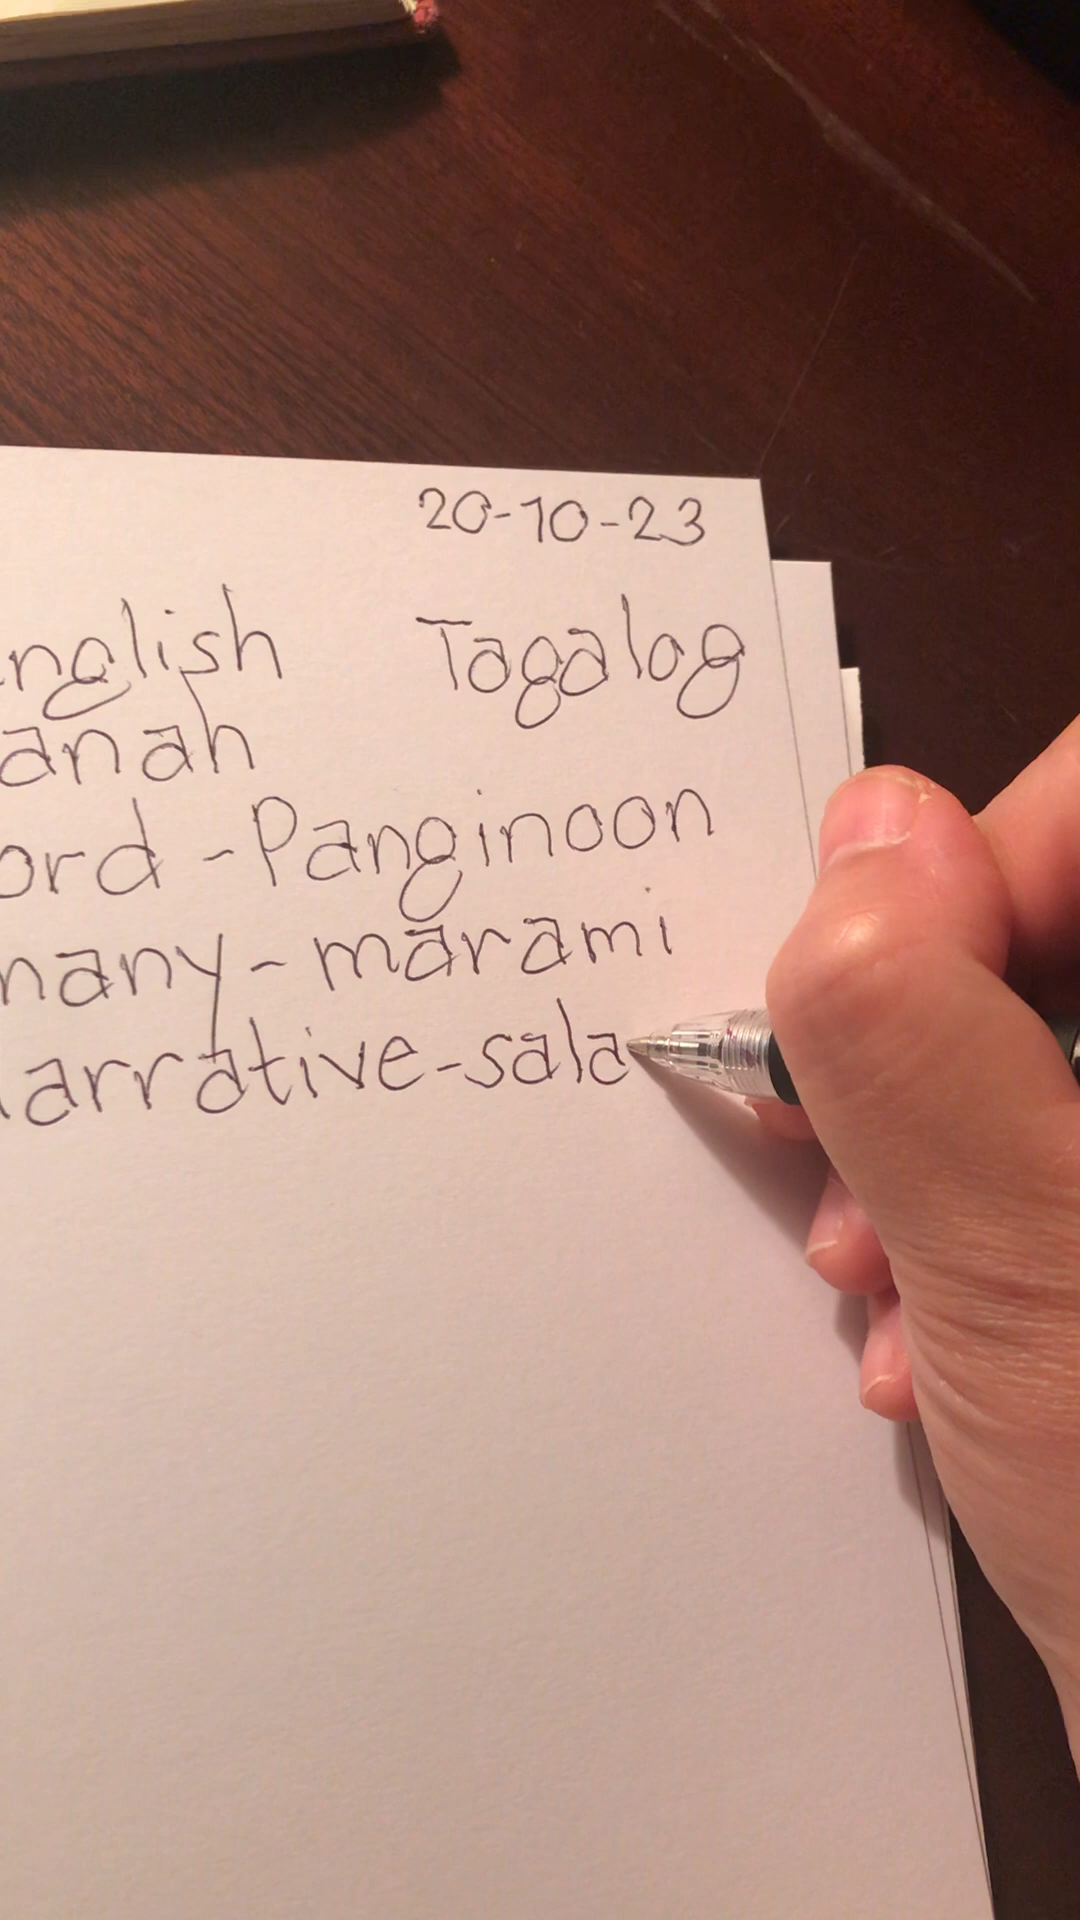 20-10-23
nglish Tagalog
anah
ord - Panginoon
many - marami
arrative - sala